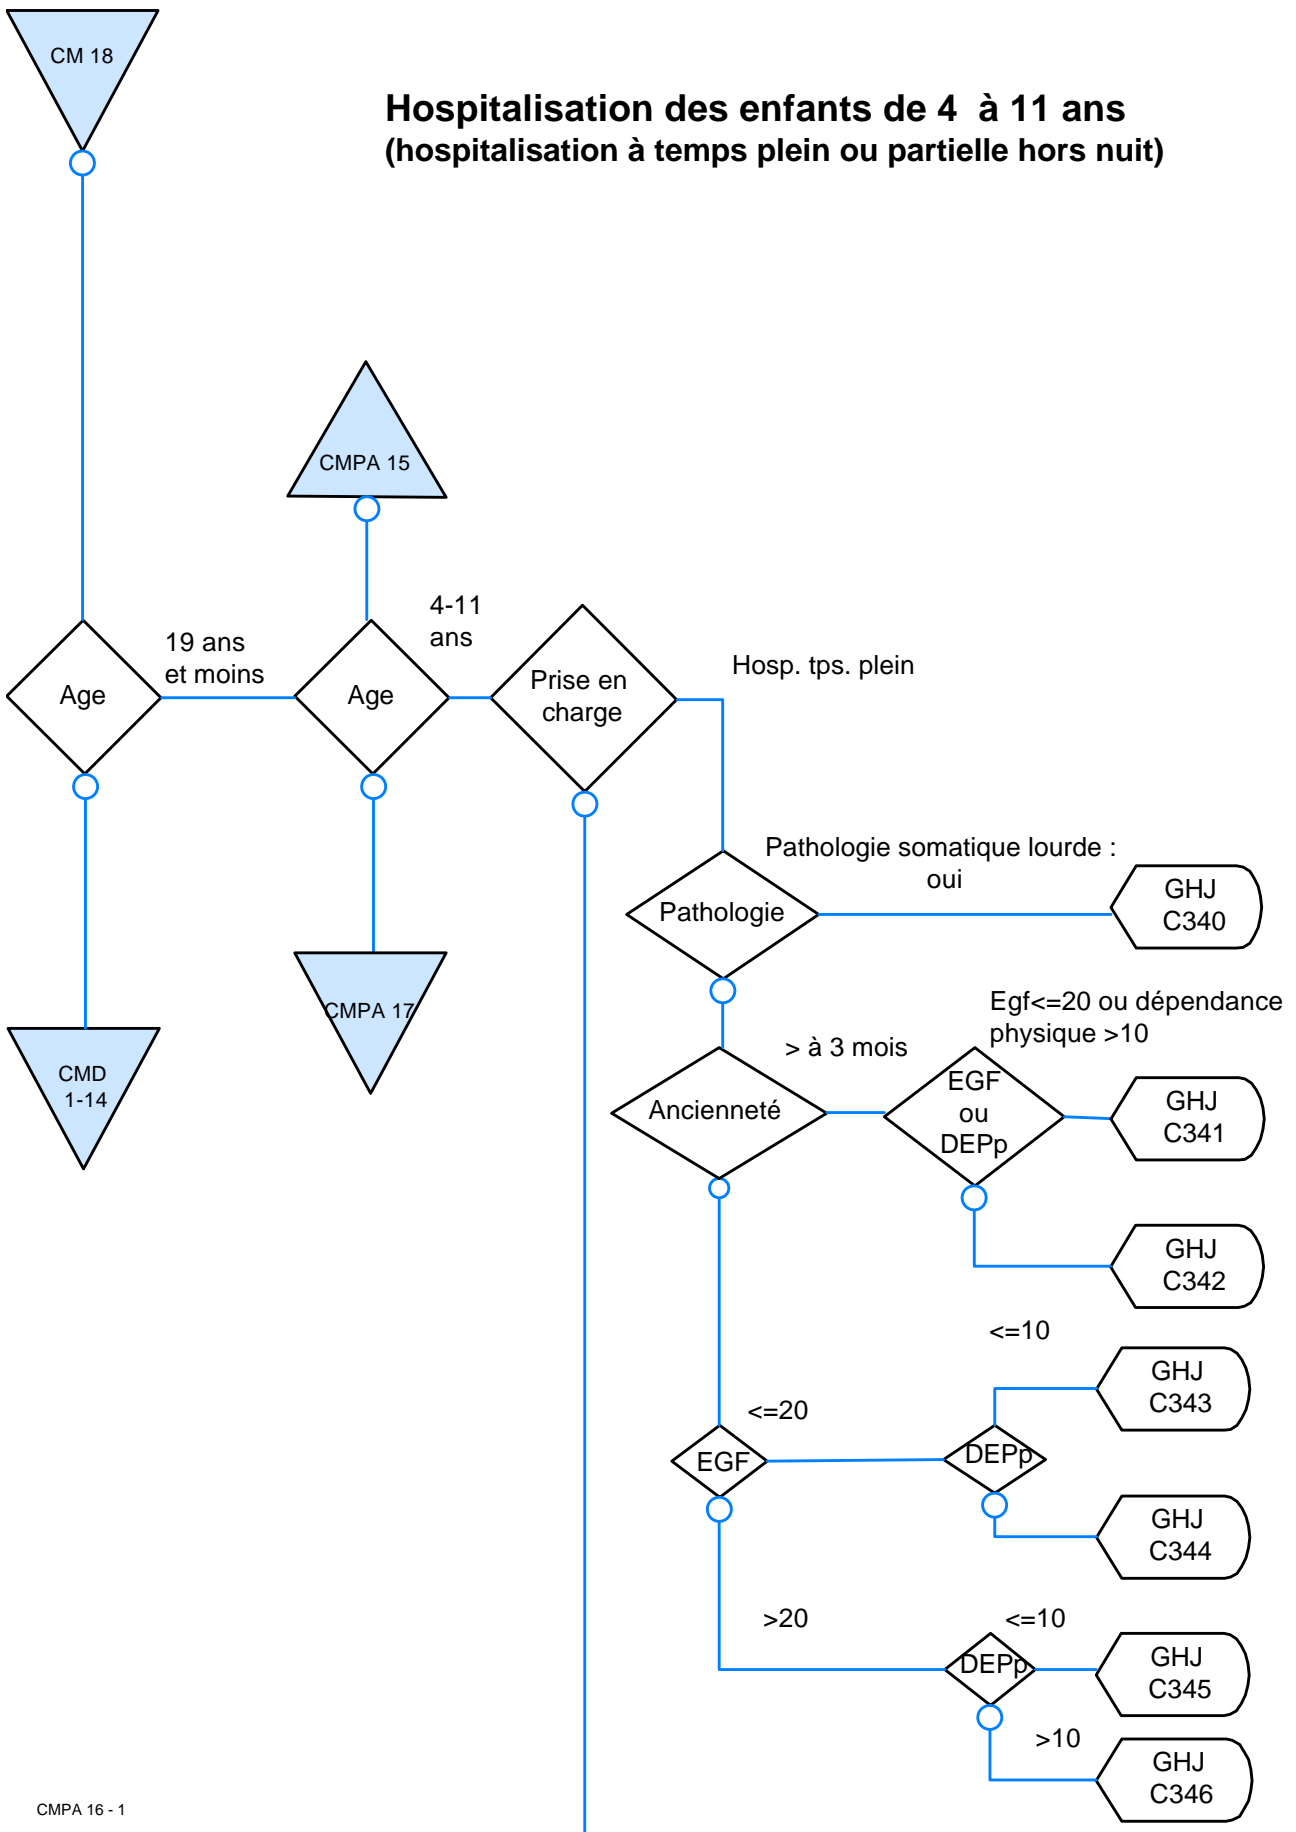 CM 18
Hospitalisation des enfants de 4  à 11 ans
(hospitalisation à temps plein ou partielle hors nuit)
CMPA 15
4-11
ans
19 ans
et moins
Age
Age
Prise en
charge
Hosp. tps. plein
Pathologie somatique lourde :
oui
Pathologie
GHJ
C340
CMPA 17
Egf<=20 ou dépendance
physique >10
> à 3 mois
CMD
1-14
Ancienneté
EGF
ou
DEPp
GHJ
C341
GHJ
C342
<=10
GHJ
C343
<=20
EGF
DEPp
GHJ
C344
>20
<=10
DEPp
GHJ
C345
>10
GHJ
C346
CMPA 16 - 1